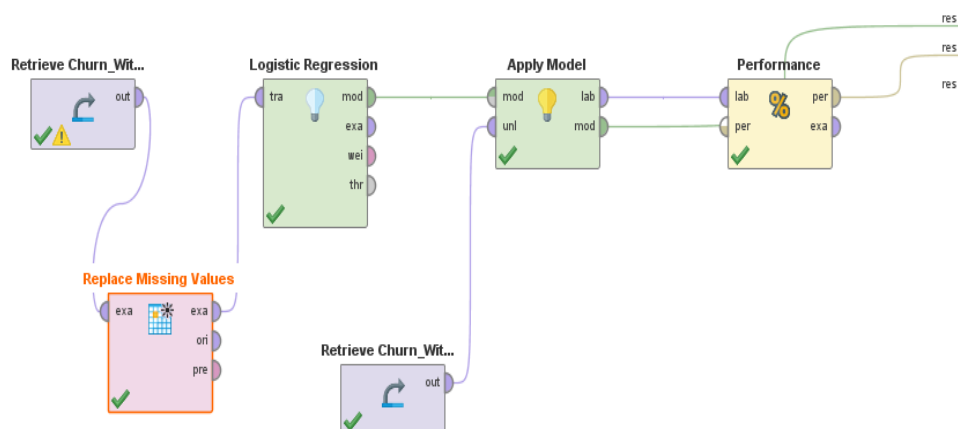 res
res
res
Retrieve Churn_Wit...
out
Logistic Regression
tra
mod
exa
wei
thr
Apply Model
mod
lab
unl
mod
Performance
%
lab
per
per
exa
Replace Missing Values
exa
exa
ori
pre
Retrieve Churn_Wit...
out